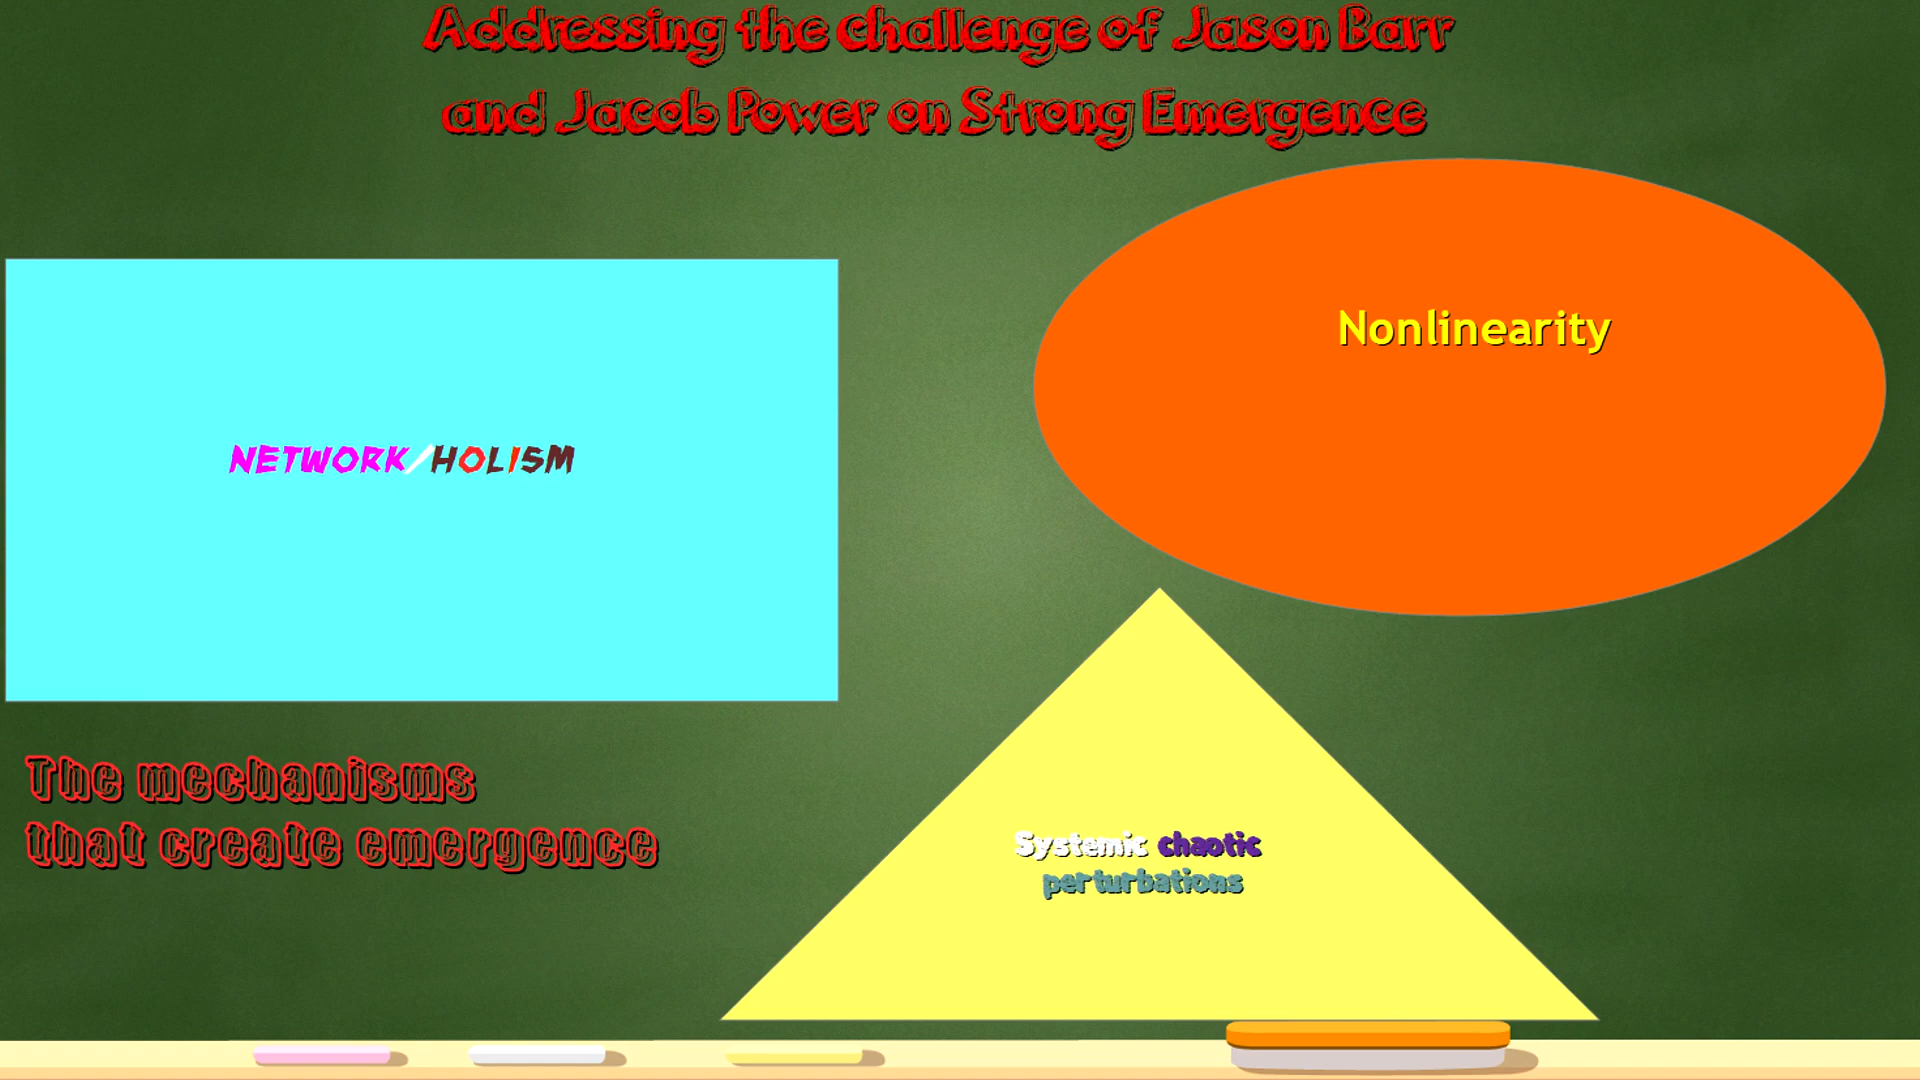 Addressing the challenge of Jason Barr
and Jacob Power on Strong Emergence
Nonlinearity
NETWORK/HOLISM
The mechanisms
that create emergence
Systemic chaotic
perturbations